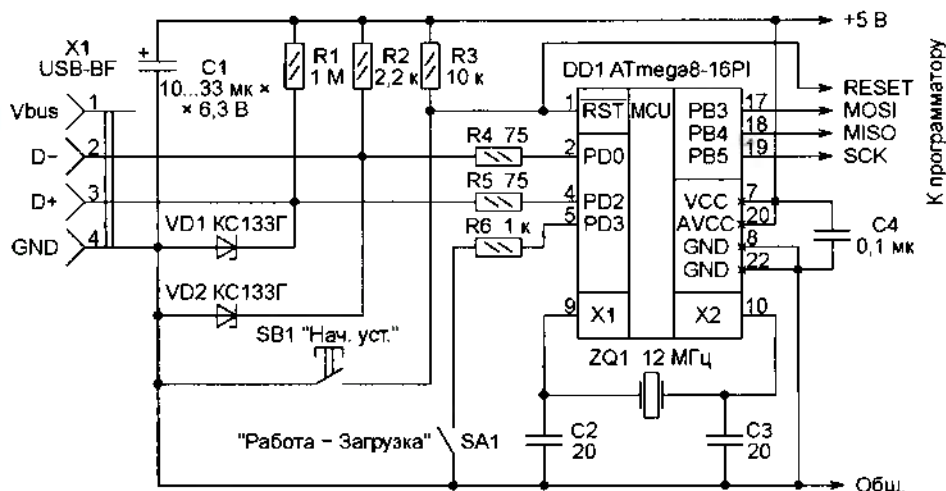 +5 В
X1
USB-BF
Vbus
1
D−
2
D+
3
GND
4
+
C1
10...33 мк ×
× 6,3 В
R1
1 М
R2
2,2 к
R3
10 к
R4 75
R5 75
R6 1 к
VD1 КС133Г
VD2 КС133Г
SB1 "Нач. уст."
"Работа − Загрузка" SA1
DD1 ATmega8-16PI
1
RST
MCU
2
PD0
4
PD2
5
PD3
9
X1
PB3
17
PB4
18
PB5
19
VCC
7
AVCC
20
GND
8
GND
22
X2
10
ZQ1 12 МГц
C2
20
C3
20
C4
0,1 мк
RESET
MOSI
MISO
SCK
К программатору
Общ.